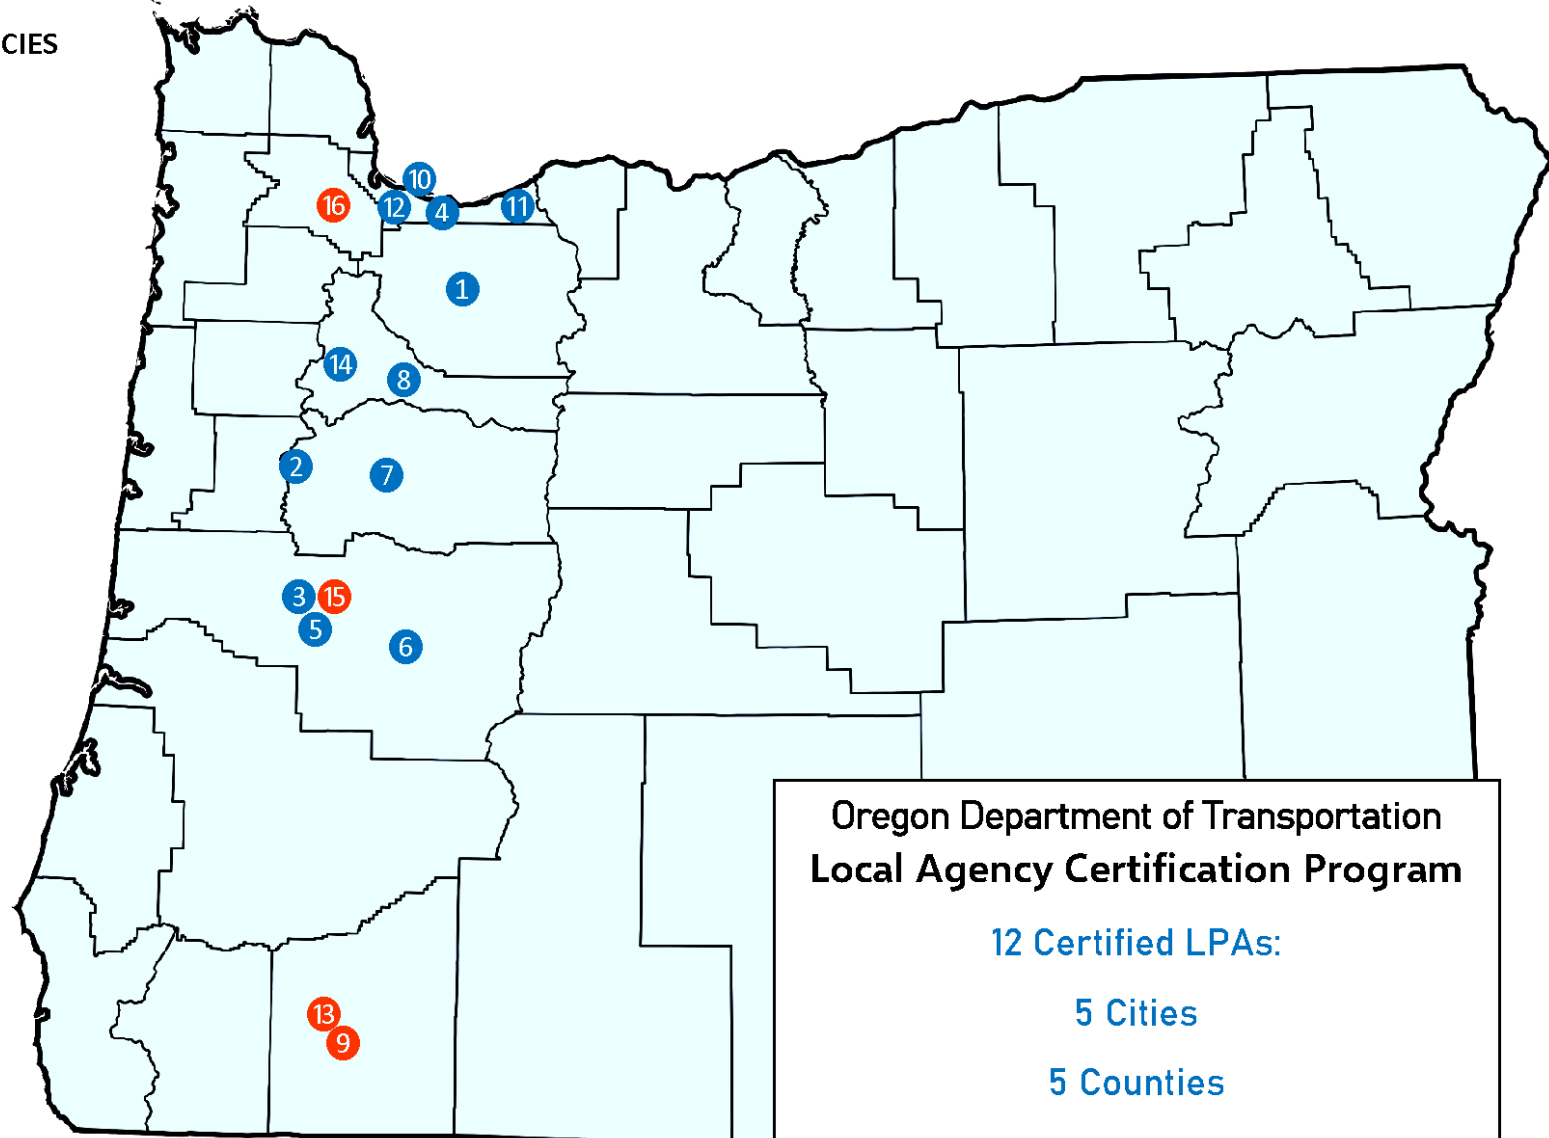 CIES
10
16
12
4
11
1
14
8
2
7
3
15
5
6
13
9
Oregon Department of Transportation
Local Agency Certification Program
12 Certified LPAs:
5 Cities
5 Counties